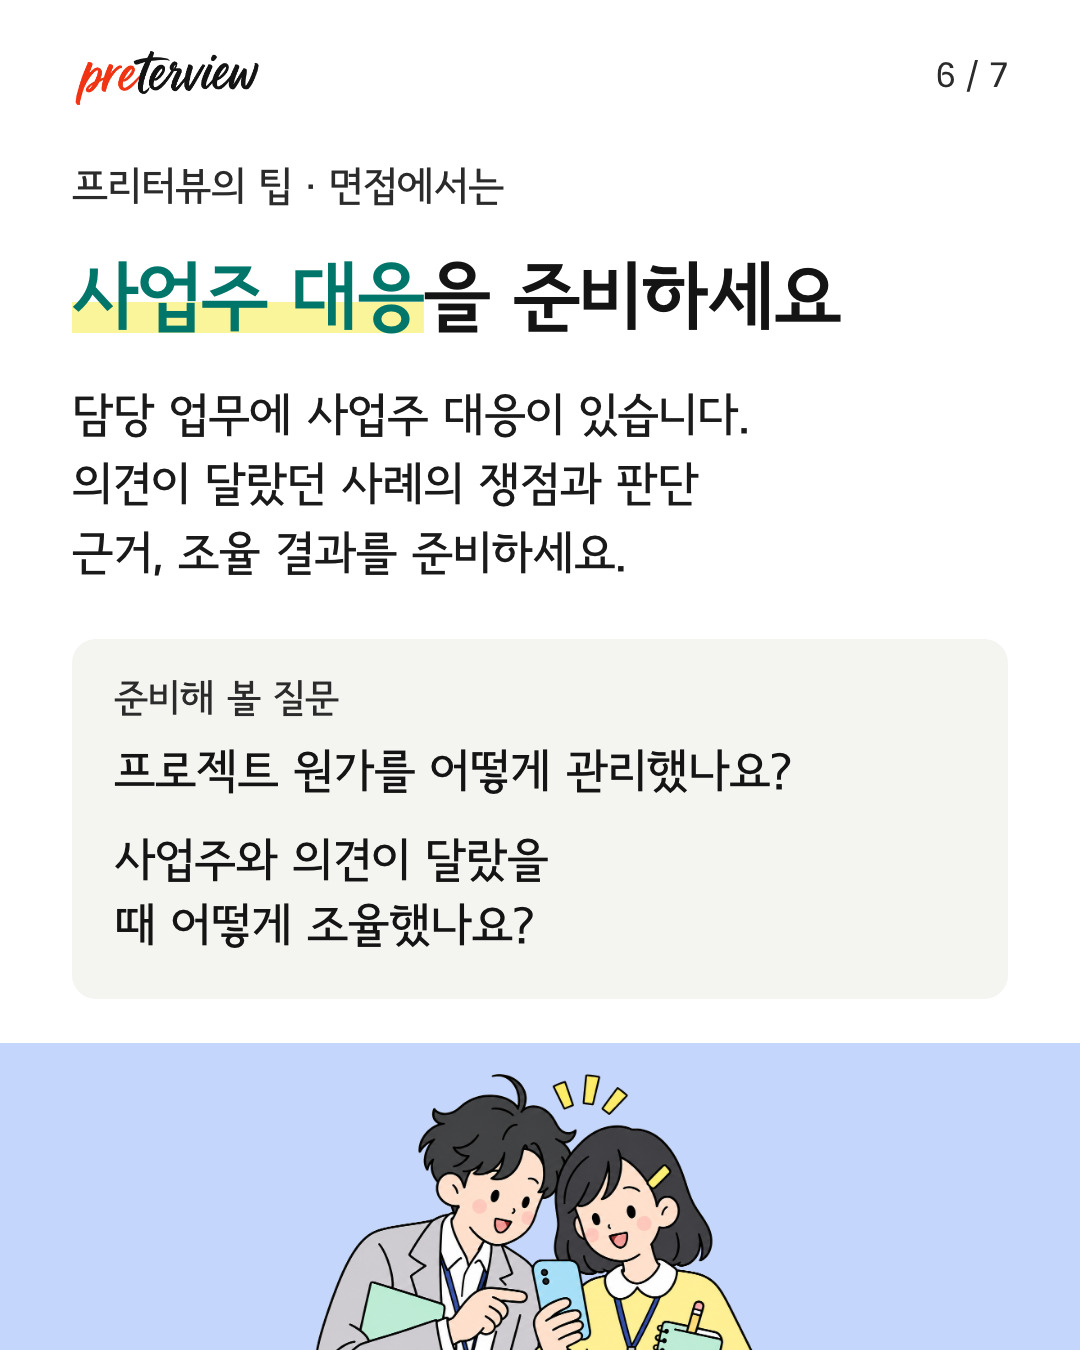 preterview
6 / 7
프리터뷰의 팁 · 면접에서는
사업주 대응을 준비하세요
담당 업무에 사업주 대응이 있습니다.
의견이 달랐던 사례의 쟁점과 판단
근거, 조율 결과를 준비하세요.
준비해 볼 질문
프로젝트 원가를 어떻게 관리했나요?
사업주와 의견이 달랐을
때 어떻게 조율했나요?